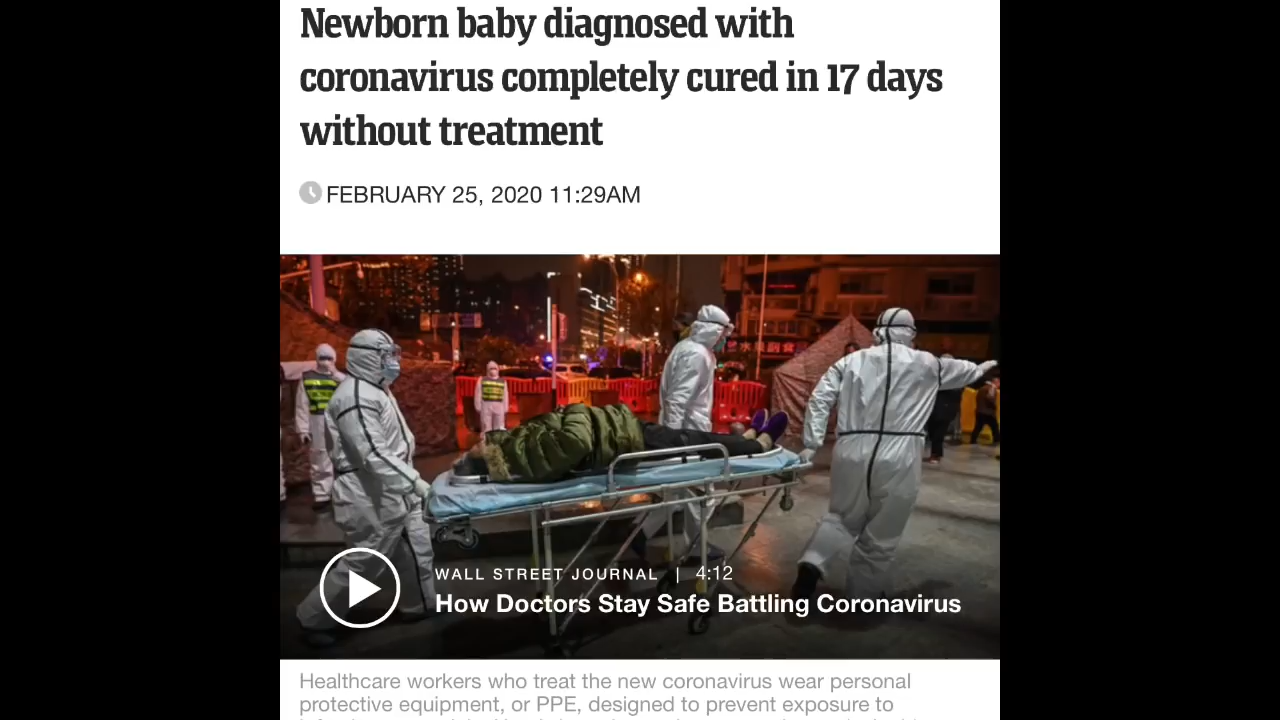 Newborn baby diagnosed with
coronavirus completely cured in 17 days
without treatment
FEBRUARY 25, 2020 11:29AM
WALL STREET JOURNAL | 4:12
How Doctors Stay Safe Battling Coronavirus
Healthcare workers who treat the new coronavirus wear personal
protective equipment, or PPE, designed to prevent exposure to